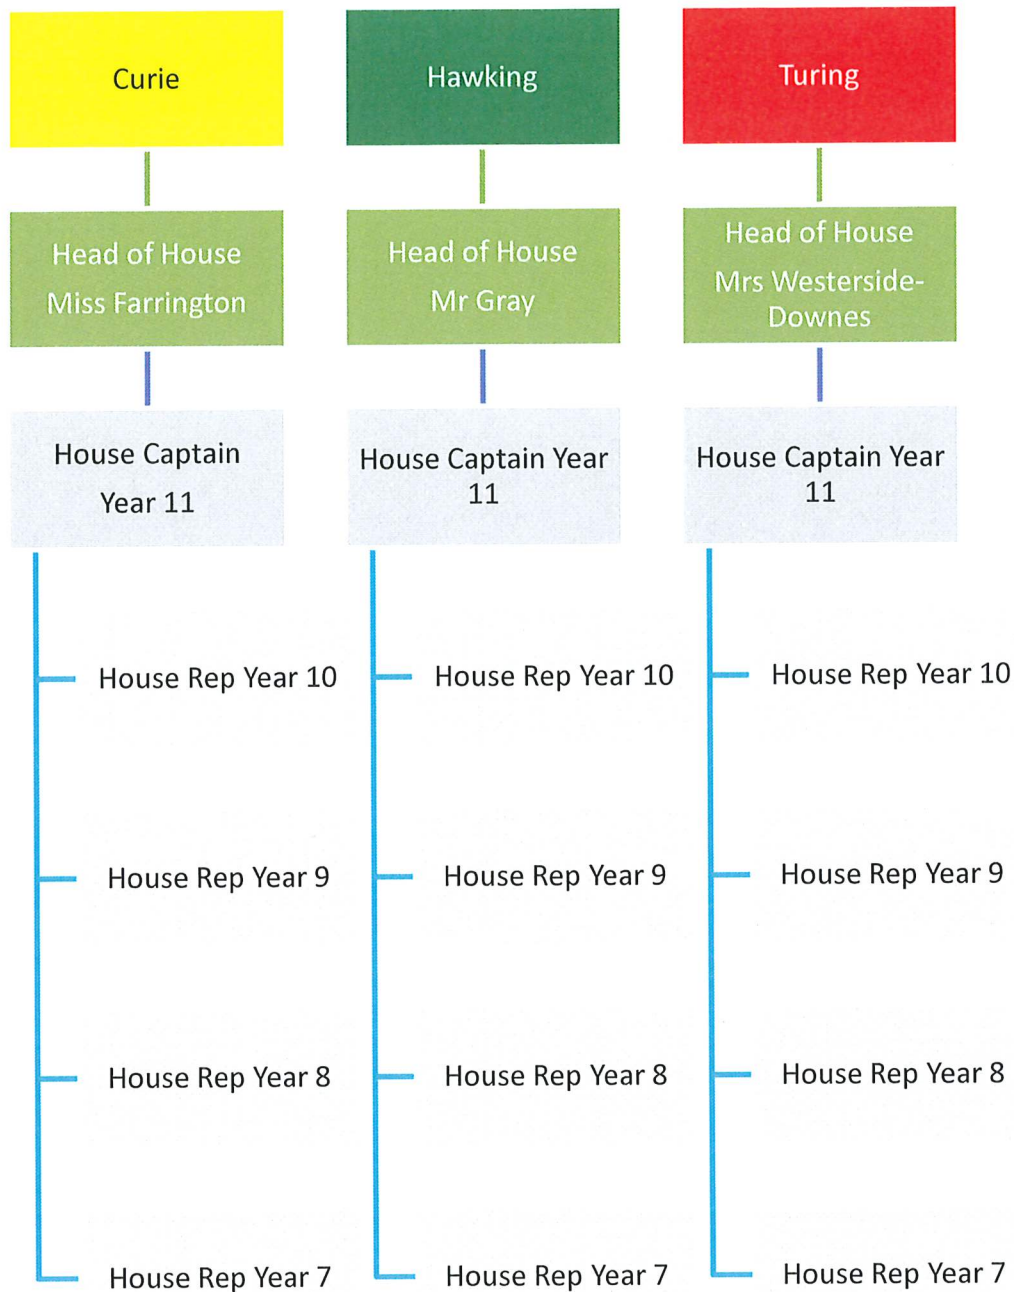 Curie
Head of House
Miss Farrington
House Captain
Year 11
House Rep Year 10
House Rep Year 9
House Rep Year 8
House Rep Year 7
Hawking
Head of House
Mr Gray
House Captain Year
11
House Rep Year 10
House Rep Year 9
House Rep Year 8
House Rep Year 7
Turing
Head of House
Mrs Westerside-
Downes
House Captain Year
11
House Rep Year 10
House Rep Year 9
House Rep Year 8
House Rep Year 7